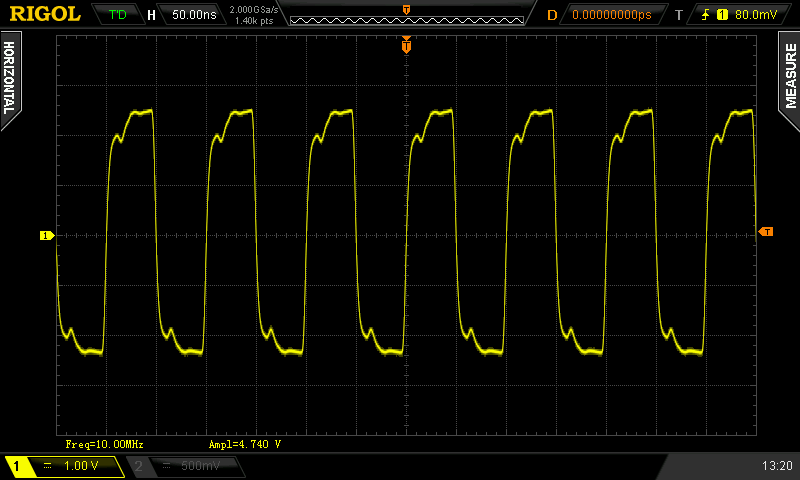 RIGOL T'D H 50.00ns 2.000GSa/s 1.40k pts T D 0.00000000ps T 1 80.0mV
HORIZONTAL
MEASURE
T
1
T
Freq=10.00MHz Ampl=4.740 V
1 1.00 V 2 500mV 13:20